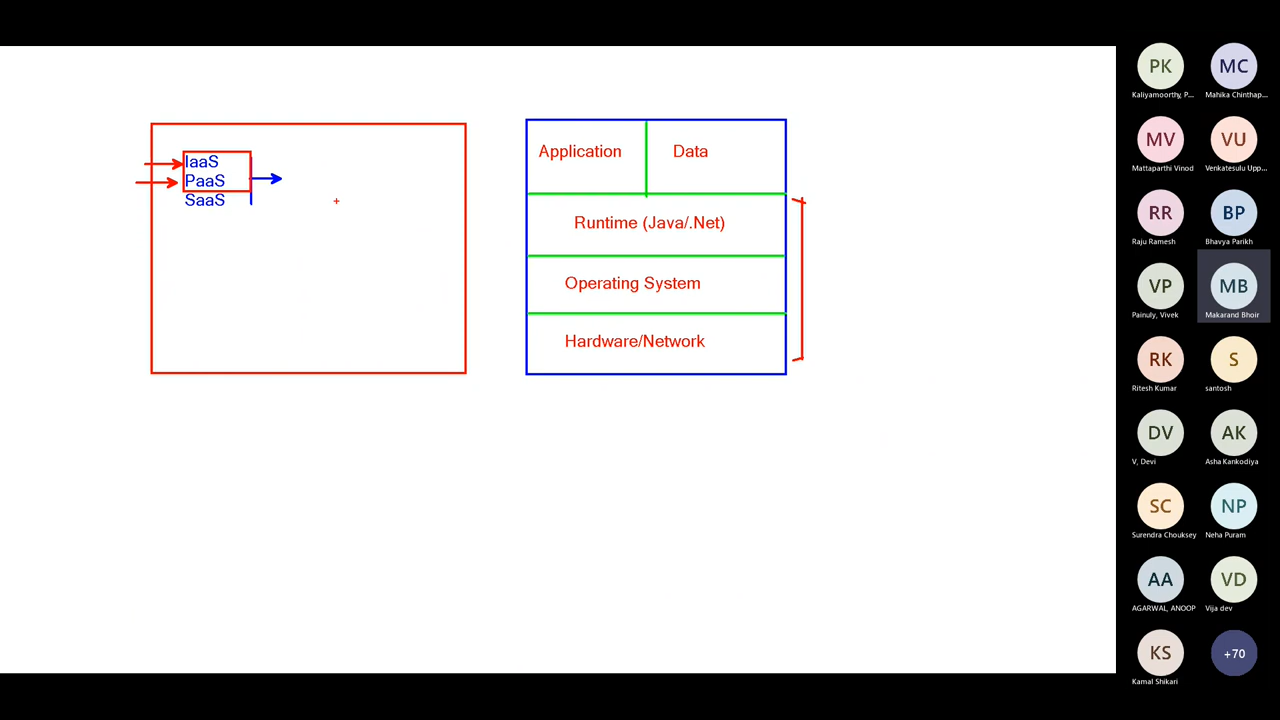 IaaS
PaaS
SaaS
Application
Data
Runtime (Java/.Net)
Operating System
Hardware/Network
PK
Kaliyamoorthy, P...
MC
Mahika Chinthap...
MV
Mattaparthi Vinod
VU
Venkatesulu Upp...
RR
Raju Ramesh
BP
Bhavya Parikh
VP
Painuly, Vivek
MB
Makarand Bhoir
RK
Ritesh Kumar
S
santosh
DV
V, Devi
AK
Asha Kankodiya
SC
Surendra Chouksey
NP
Neha Puram
AA
AGARWAL, ANOOP
VD
Vija dev
KS
Kamal Shikari
+70